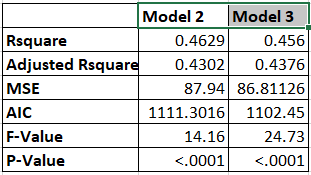 Model 2 Model 3
Rsquare 0.4629 0.456
Adjusted Rsquare 0.4302 0.4376
MSE 87.94 86.81126
AIC 1111.3016 1102.45
F-Value 14.16 24.73
P-Value <.0001 <.0001